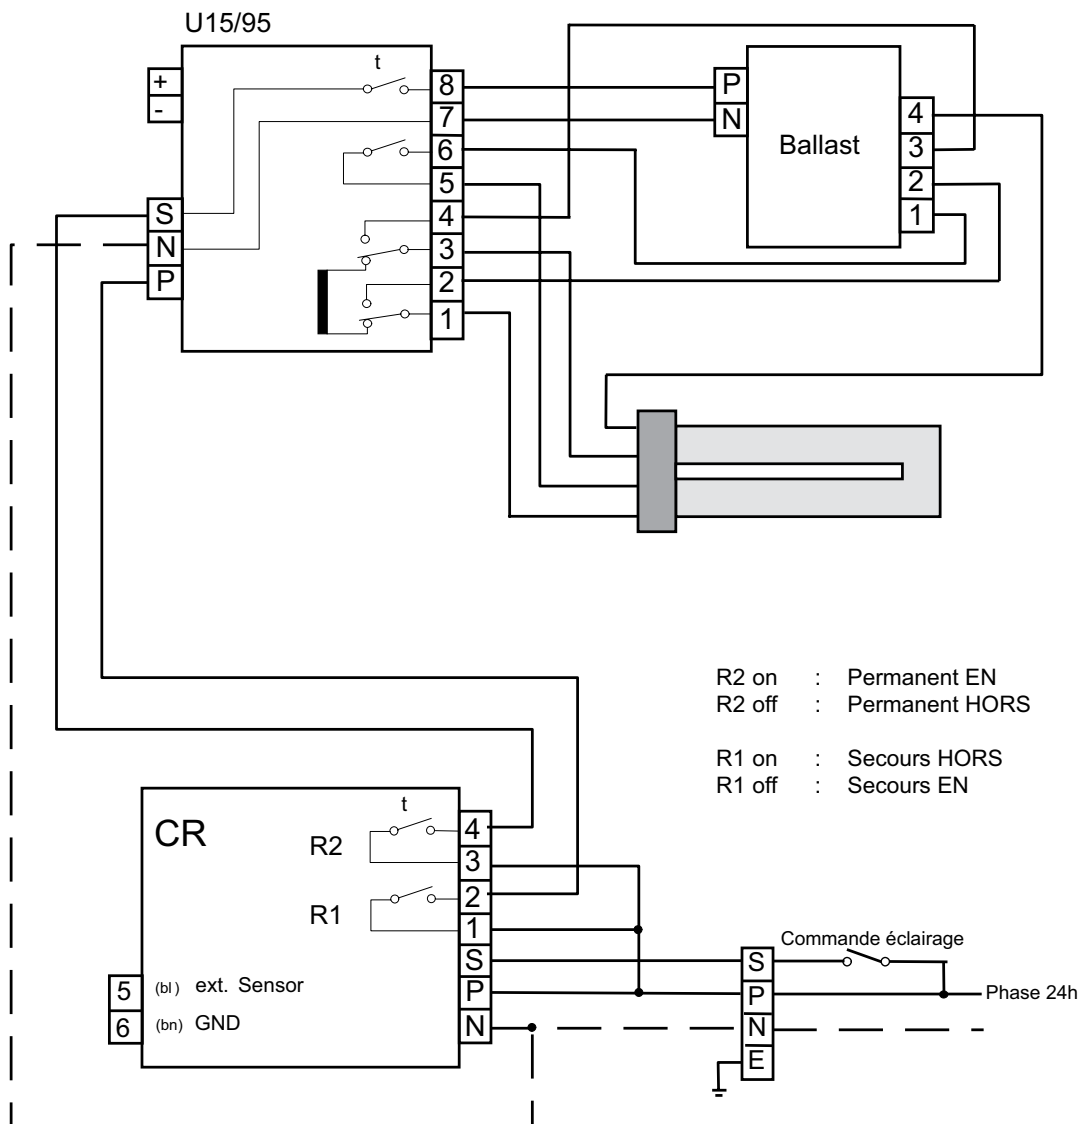 U15/95
t
+
-
8
7
6
5
4
3
2
1
S
N
P
P
N
Ballast
4
3
2
1
R2 on : Permanent EN
R2 off : Permanent HORS
R1 on : Secours HORS
R1 off : Secours EN
CR
t
R2
R1
4
3
2
1
S
P
N
5 (bl) ext. Sensor
6 (bn) GND
Commande éclairage
S
P
N
E
Phase 24h